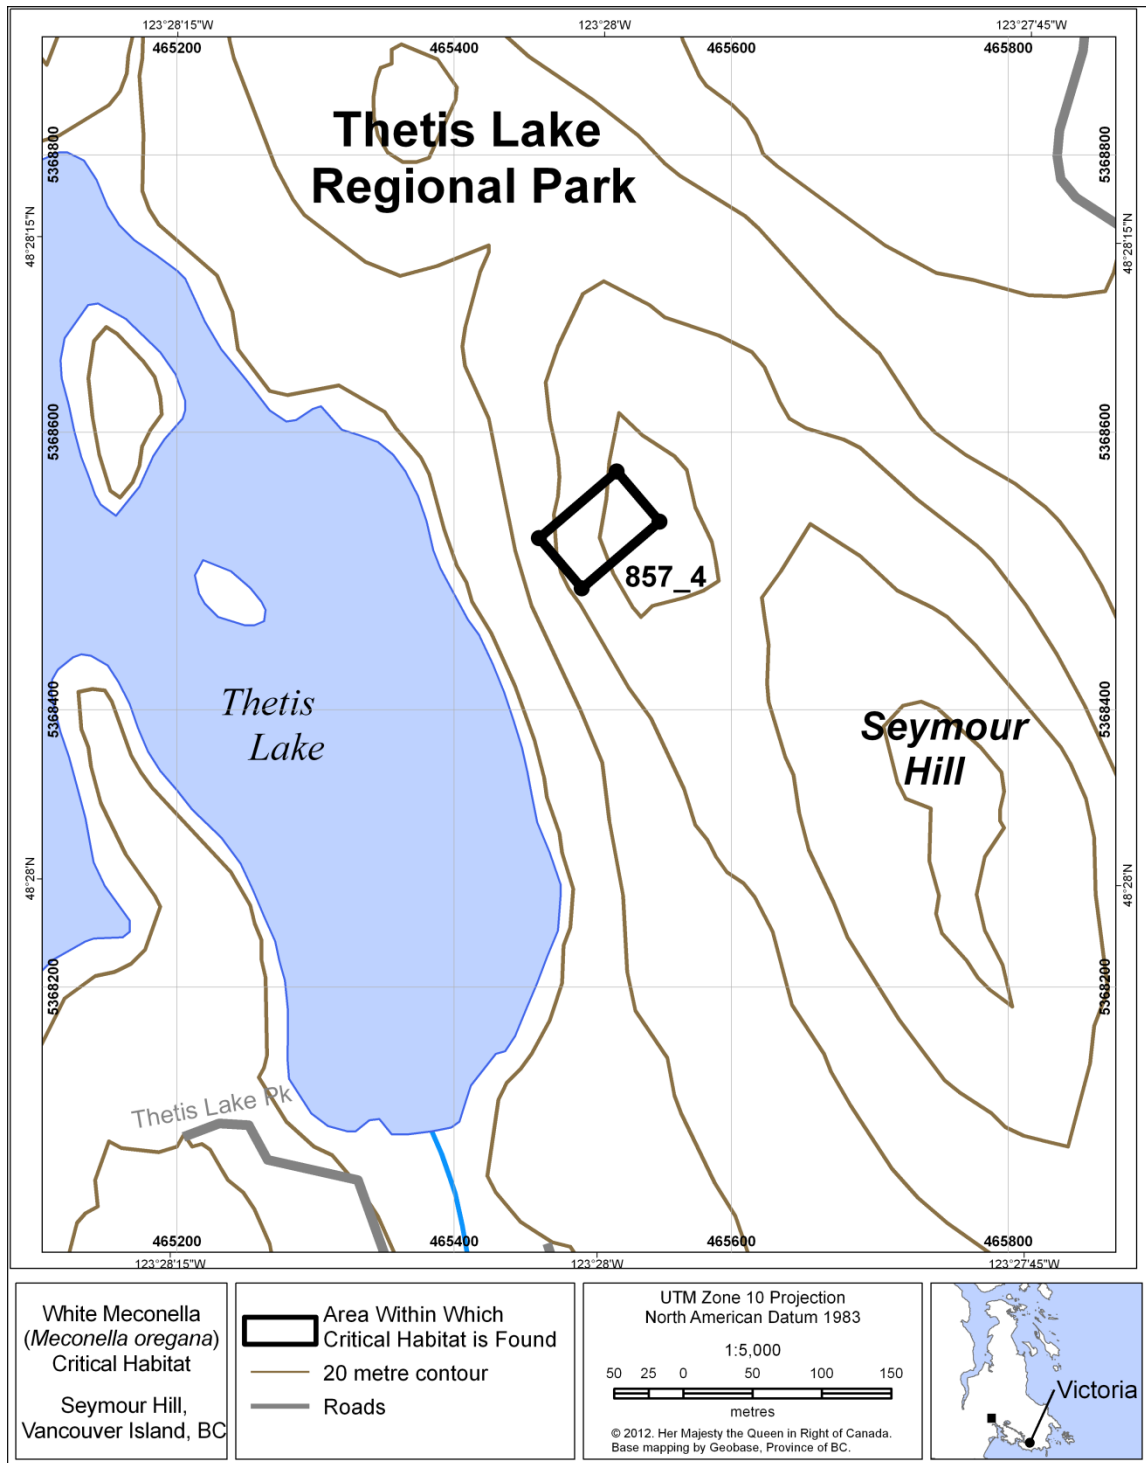 123°28'15"W 123°28'W 123°27'45"W
465200 465400 465600 465800
Thetis Lake
Regional Park
5368800 5368800
48°28'15"N 48°28'15"N
5368600 5368600
857_4
5368400 5368400
Thetis
Lake
Seymour
Hill
48°28'N 48°28'N
5368200 5368200
Thetis Lake Pk
465200 465400 465600 465800
123°28'15"W 123°28'W 123°27'45"W
White Meconella
(Meconella oregana)
Critical Habitat
Seymour Hill,
Vancouver Island, BC
Area Within Which
Critical Habitat is Found
20 metre contour
Roads
UTM Zone 10 Projection
North American Datum 1983
1:5,000
50 25 0 50 100 150
metres
© 2012. Her Majesty the Queen in Right of Canada.
Base mapping by Geobase, Province of BC.
Victoria